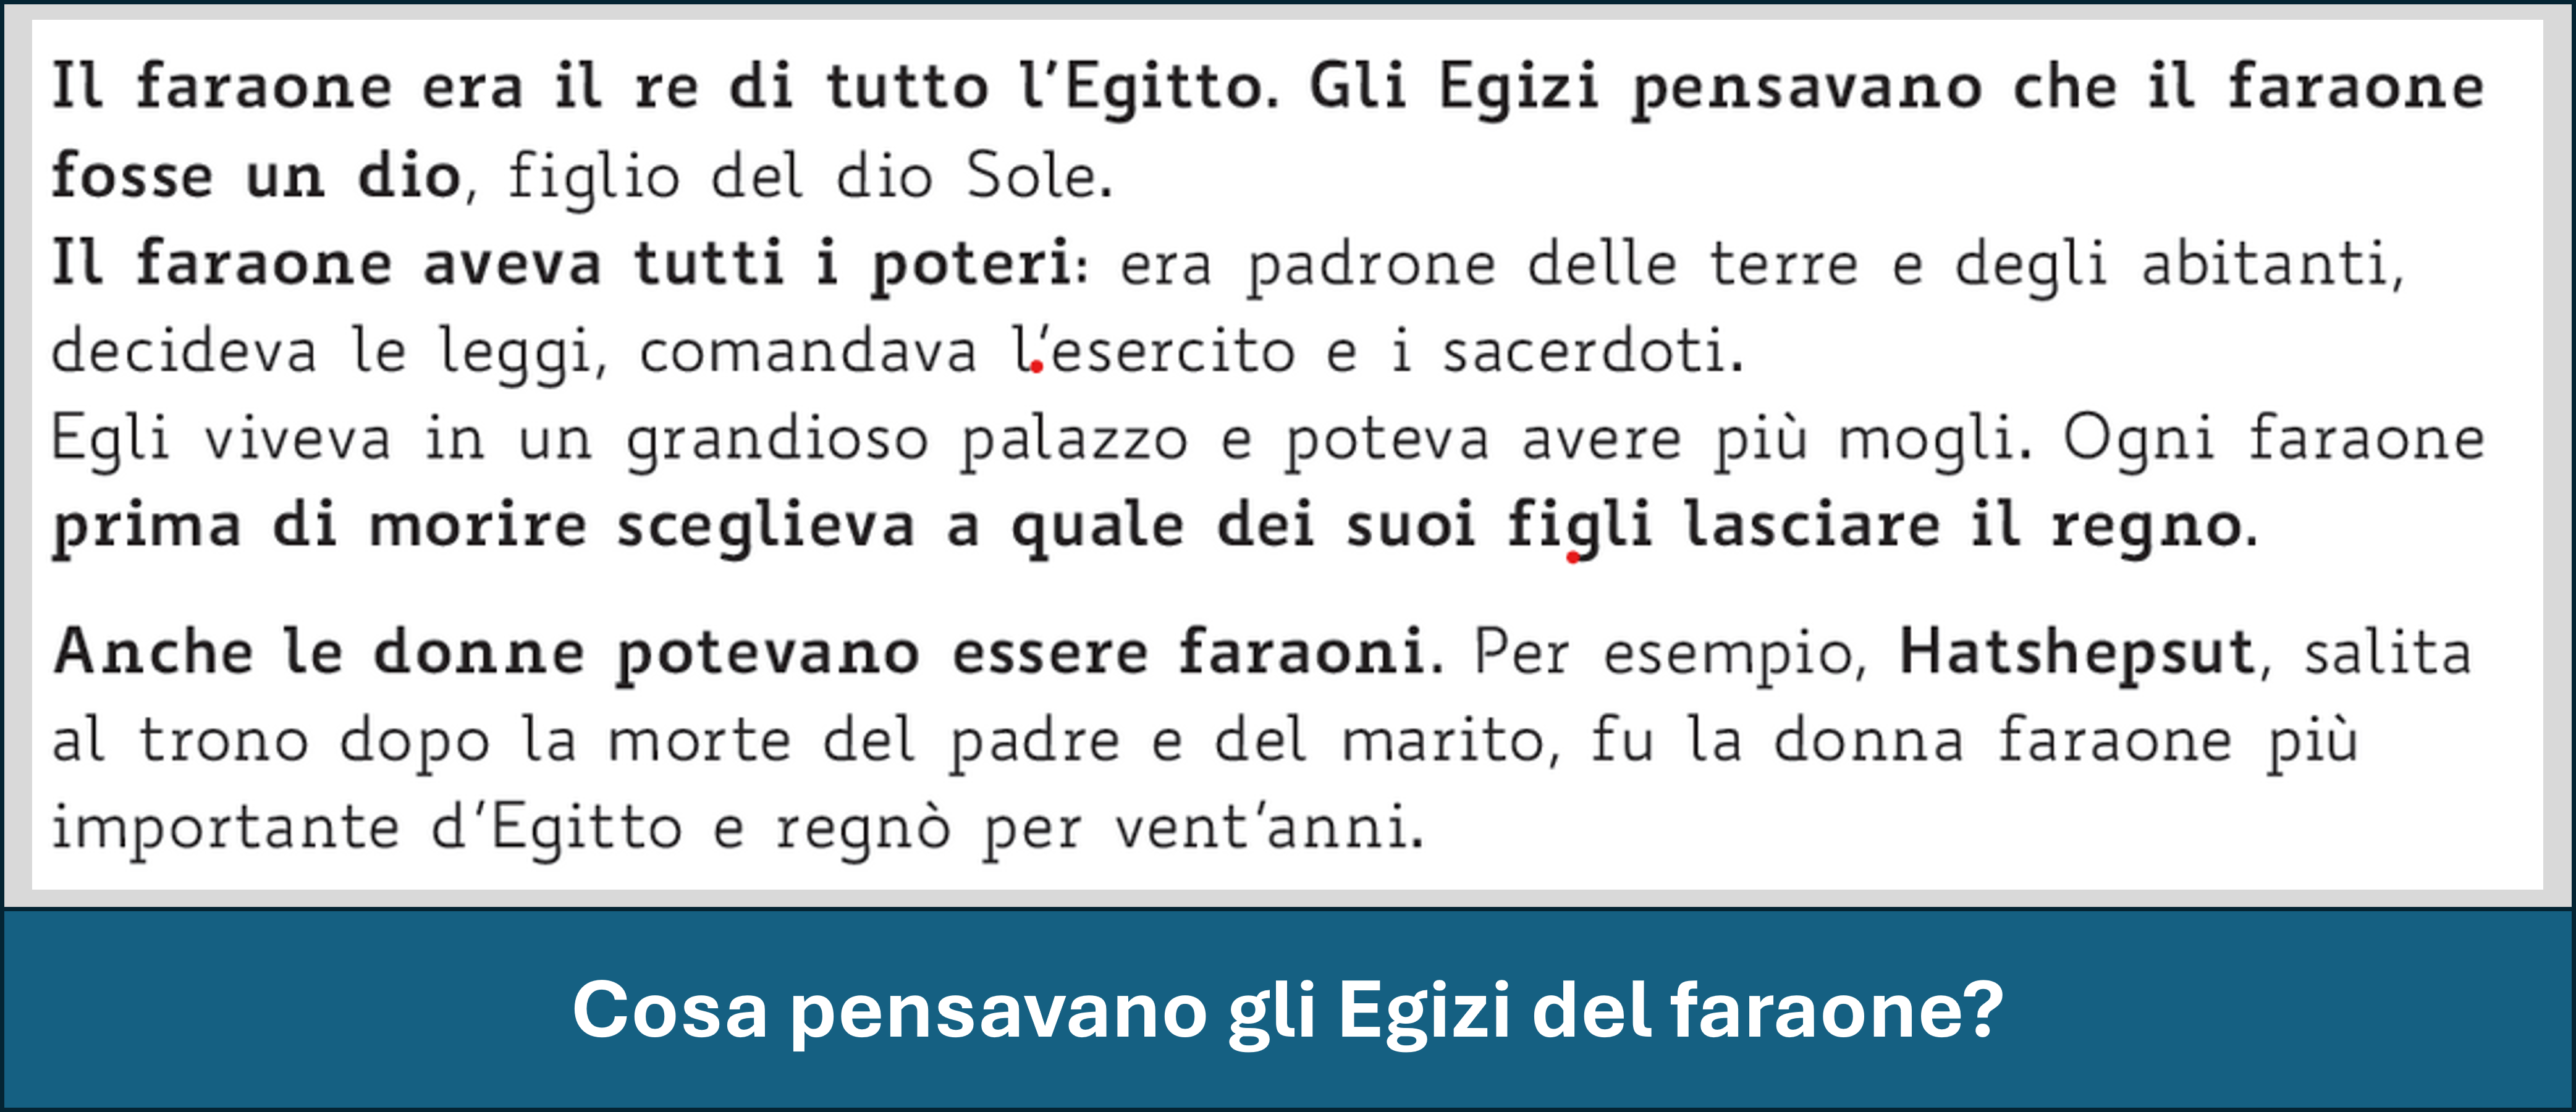 Il faraone era il re di tutto l'Egitto. Gli Egizi pensavano che il faraone
fosse un dio, figlio del dio Sole.
Il faraone aveva tutti i poteri: era padrone delle terre e degli abitanti,
decideva le leggi, comandava l'esercito e i sacerdoti.
Egli viveva in un grandioso palazzo e poteva avere più mogli. Ogni faraone
prima di morire sceglieva a quale dei suoi figli lasciare il regno.
Anche le donne potevano essere faraoni. Per esempio, Hatshepsut, salita
al trono dopo la morte del padre e del marito, fu la donna faraone più
importante d'Egitto e regnò per vent'anni.
Cosa pensavano gli Egizi del faraone?